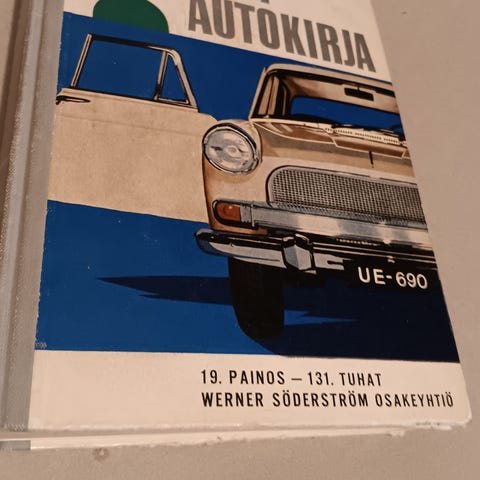 AUTOKIRJA
UE-690
19. PAINOS – 131. TUHAT
WERNER SÖDERSTRÖM OSAKEYHTIÖ